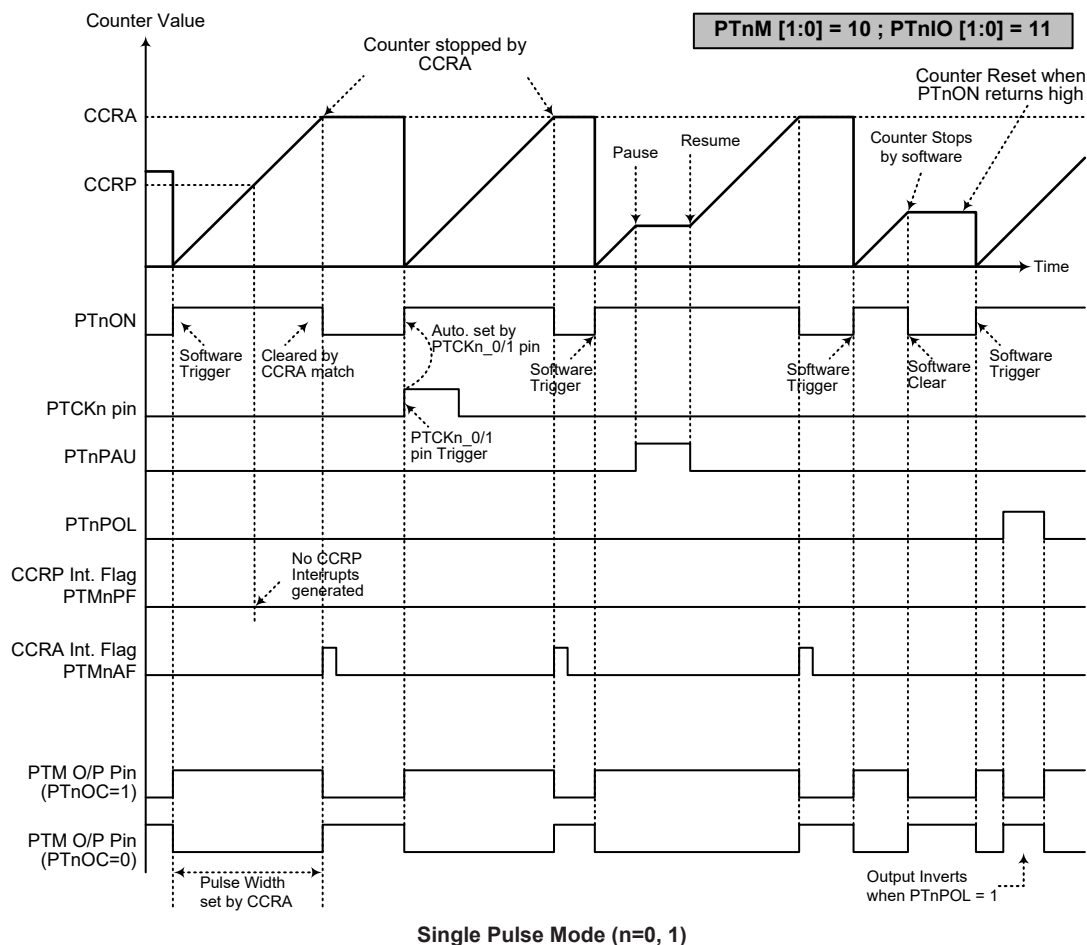 Counter Value
PTnM [1:0] = 10 ; PTnIO [1:0] = 11
Counter stopped by
CCRA
Counter Reset when
PTnON returns high
CCRA
Pause
Resume
Counter Stops
by software
CCRP
Time
PTnON
Software
Trigger
Cleared by
CCRA match
Auto. set by
PTCKn_0/1 pin
Software
Trigger
Software
Trigger
Software
Clear
Software
Trigger
PTCKn pin
PTCKn_0/1
pin Trigger
PTnPAU
PTnPOL
No CCRP
Interrupts
generated
CCRP Int. Flag
PTMnPF
CCRA Int. Flag
PTMnAF
PTM O/P Pin
(PTnOC=1)
PTM O/P Pin
(PTnOC=0)
Pulse Width
set by CCRA
Output Inverts
when PTnPOL = 1
Single Pulse Mode (n=0, 1)